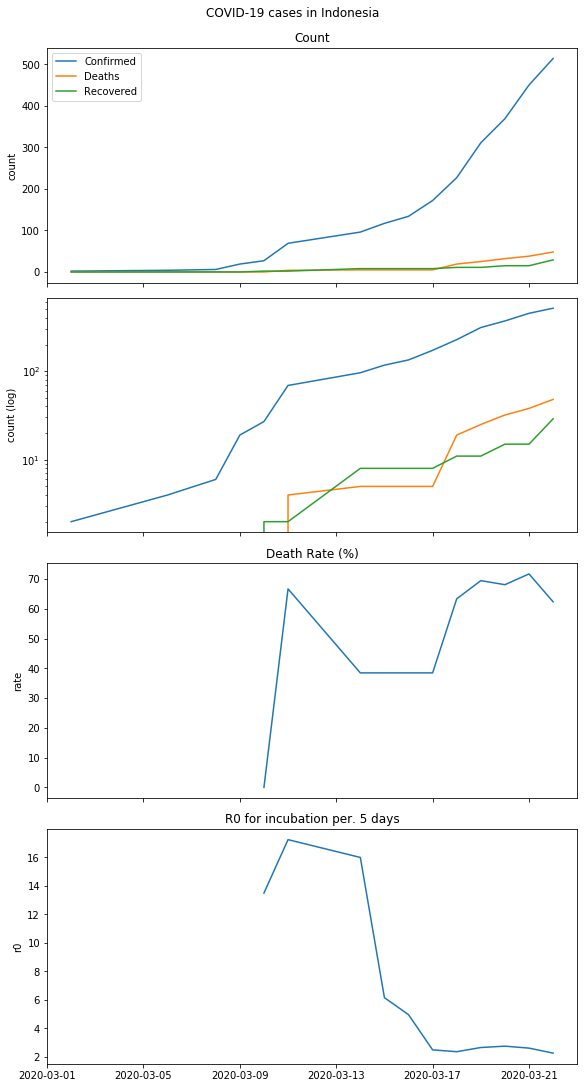 COVID-19 cases in Indonesia
Count
Confirmed
Deaths
Recovered
500
400
300
200
100
0
count
10²
10¹
count (log)
Death Rate (%)
70
60
50
40
30
20
10
0
rate
R0 for incubation per. 5 days
16
14
12
10
8
6
4
2
r0
2020-03-01 2020-03-05 2020-03-09 2020-03-13 2020-03-17 2020-03-21